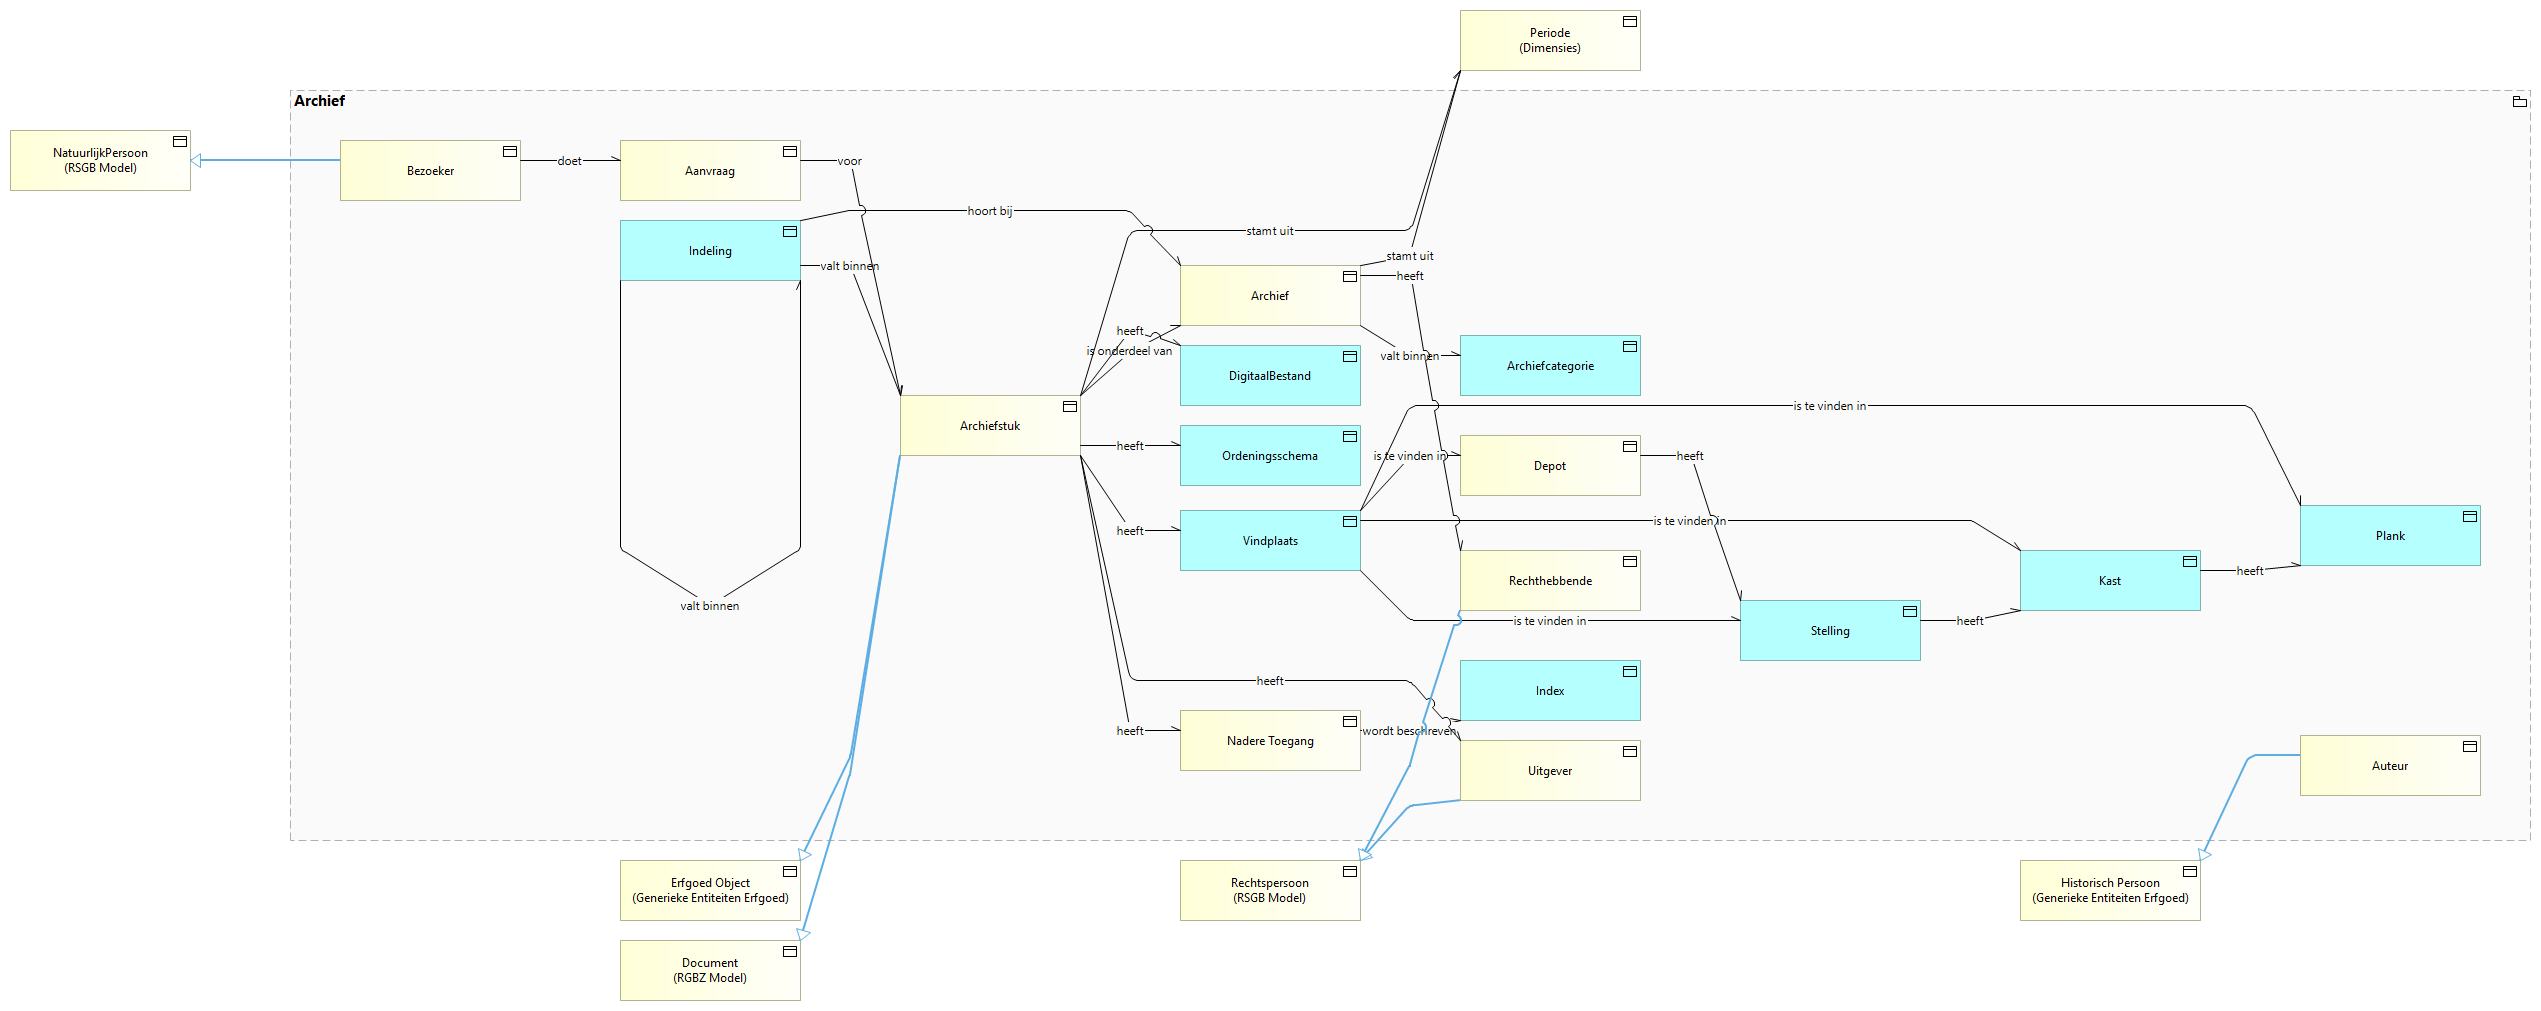 Periode
(Dimensies)
Archief
NatuurlijkPersoon
(RSGB Model)
Bezoeker
doet
Aanvraag
voor
hoort bij
stamt uit
Indeling
valt binnen
stamt uit
heeft
Archief
heeft
is onderdeel van
valt binnen
Archiefcategorie
DigitaalBestand
is te vinden in
Archiefstuk
heeft
Ordeningsschema
is te vinden in
Depot
heeft
heeft
Vindplaats
is te vinden in
Plank
heeft
Rechthebbende
Kast
valt binnen
is te vinden in
Stelling
heeft
heeft
Index
heeft
Nadere Toegang
wordt beschreven
Uitgever
Auteur
Erfgoed Object
(Generieke Entiteiten Erfgoed)
Rechtspersoon
(RSGB Model)
Historisch Persoon
(Generieke Entiteiten Erfgoed)
Document
(RGBZ Model)